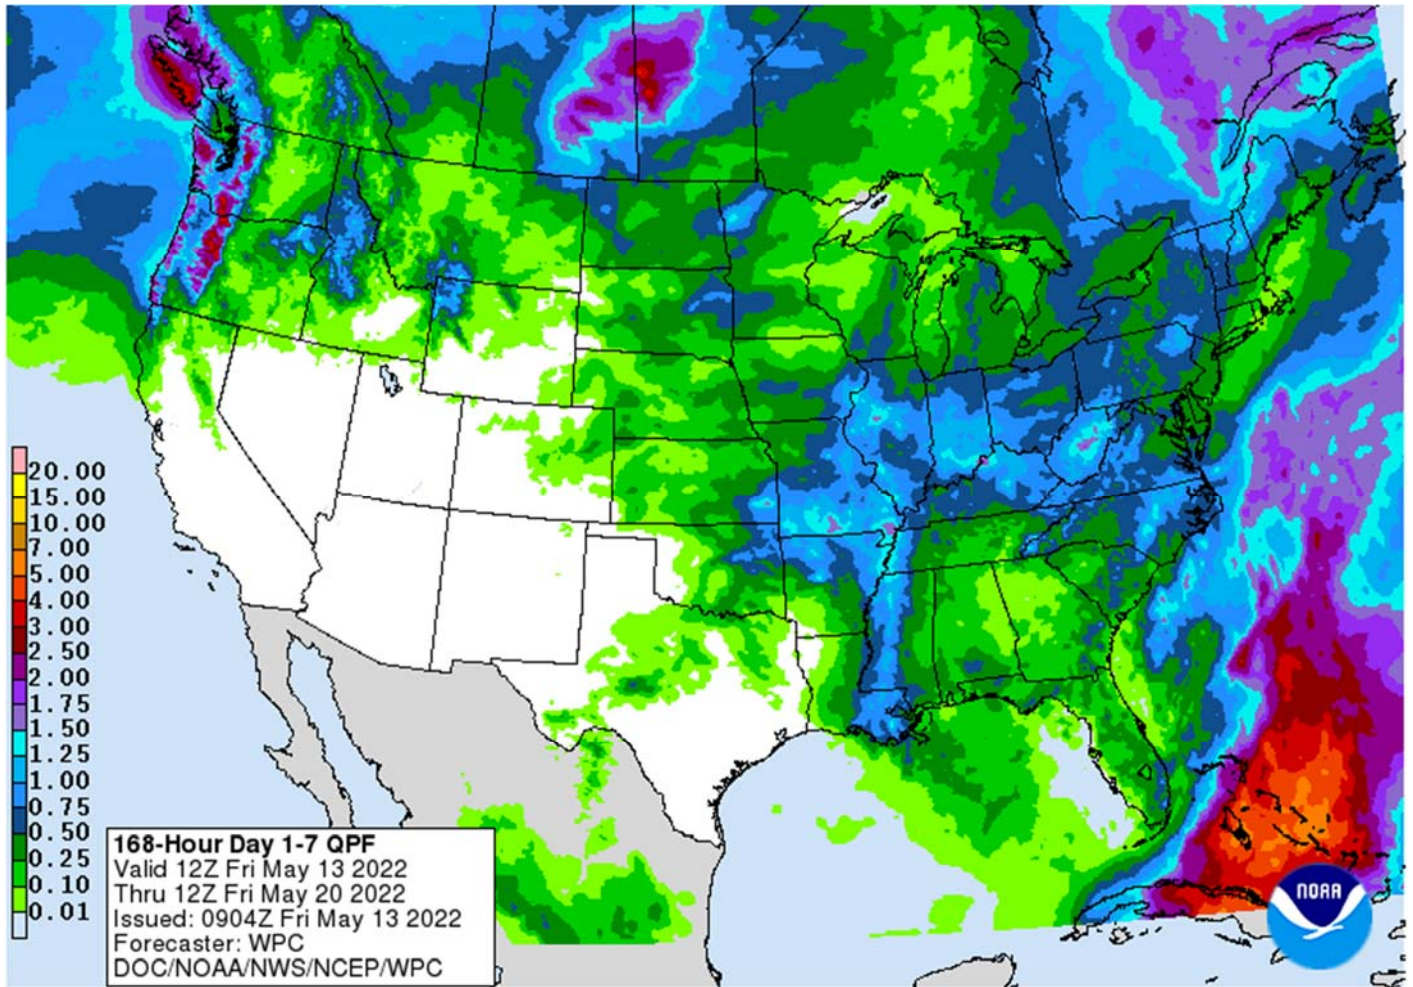 20.00
15.00
10.00
7.00
5.00
4.00
3.00
2.50
2.00
1.75
1.50
1.25
1.00
0.75
0.50
0.25
0.10
0.01
168-Hour Day 1-7 QPF
Valid 12Z Fri May 13 2022
Thru 12Z Fri May 20 2022
Issued: 0904Z Fri May 13 2022
Forecaster: WPC
DOC/NOAA/NWS/NCEP/WPC
NOAA